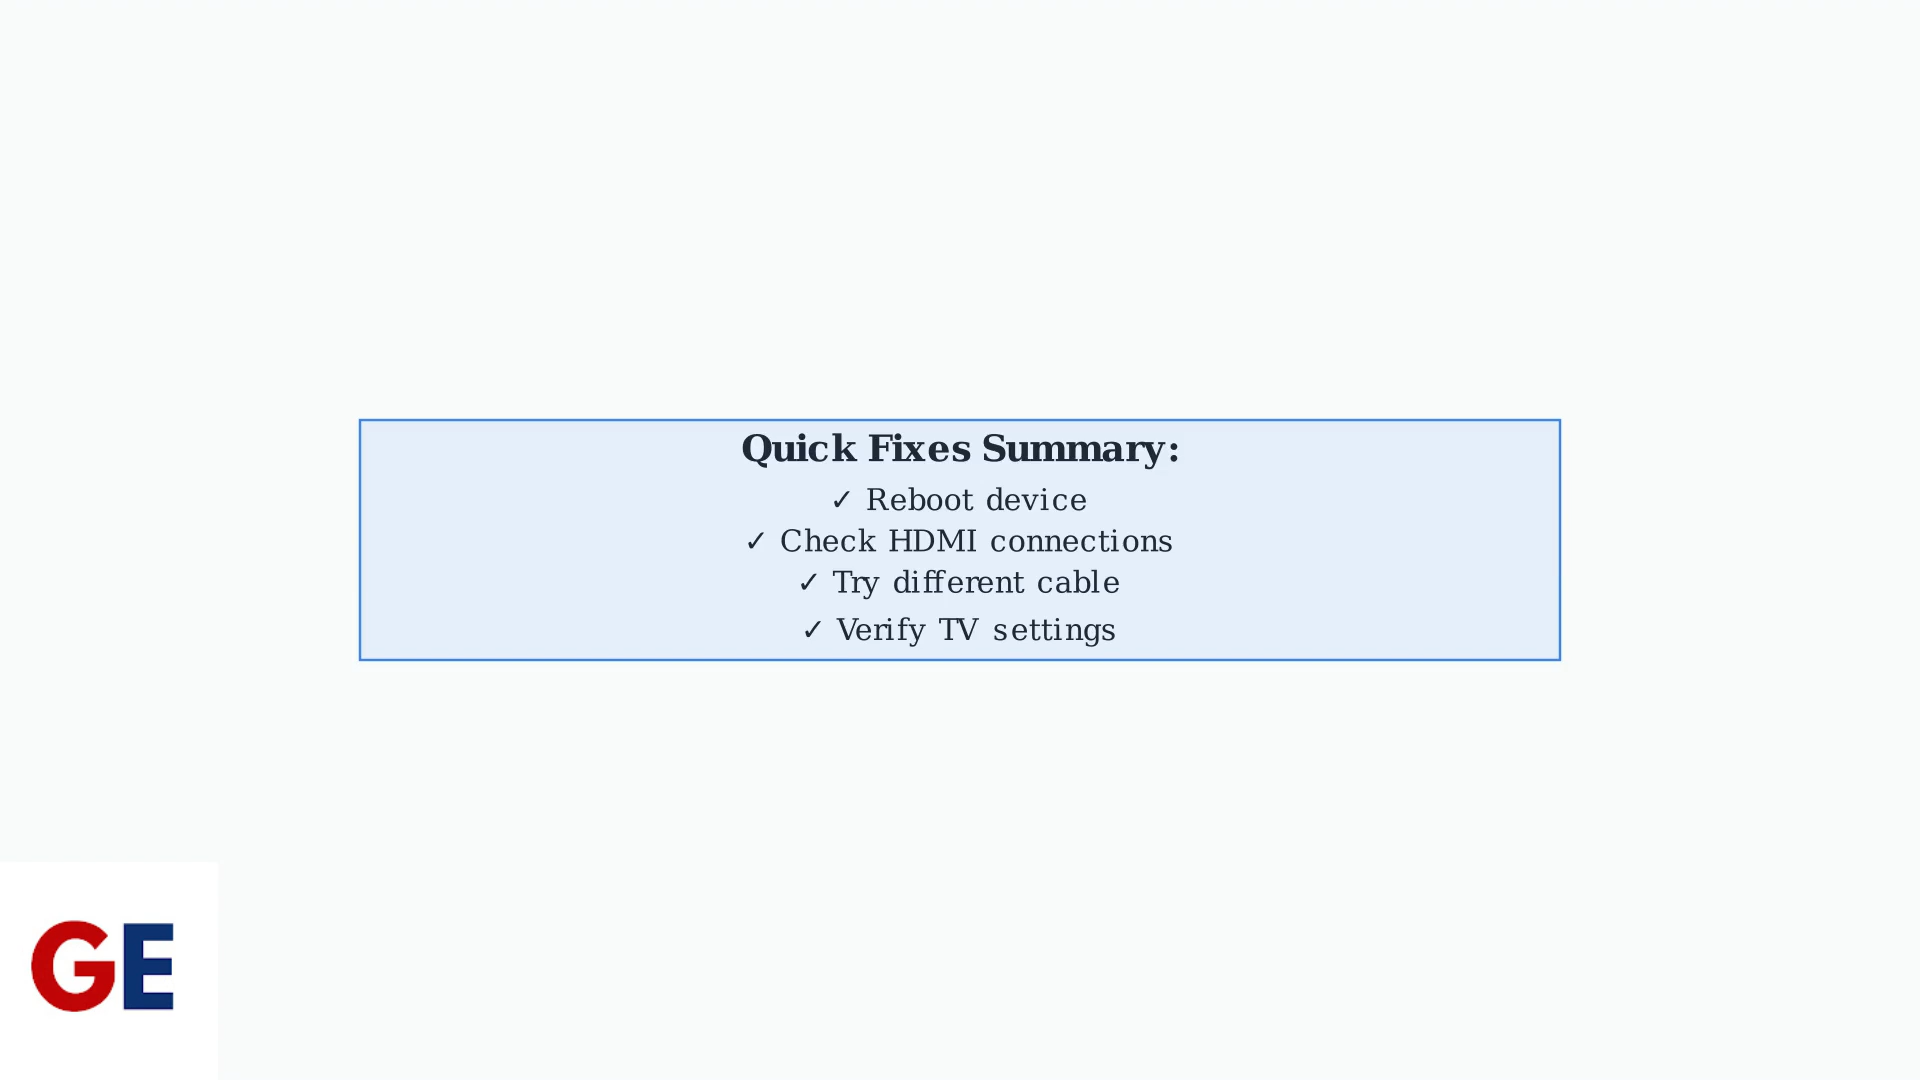 Quick Fixes Summary:
✓ Reboot device
✓ Check HDMI connections
✓ Try different cable
✓ Verify TV settings
GE